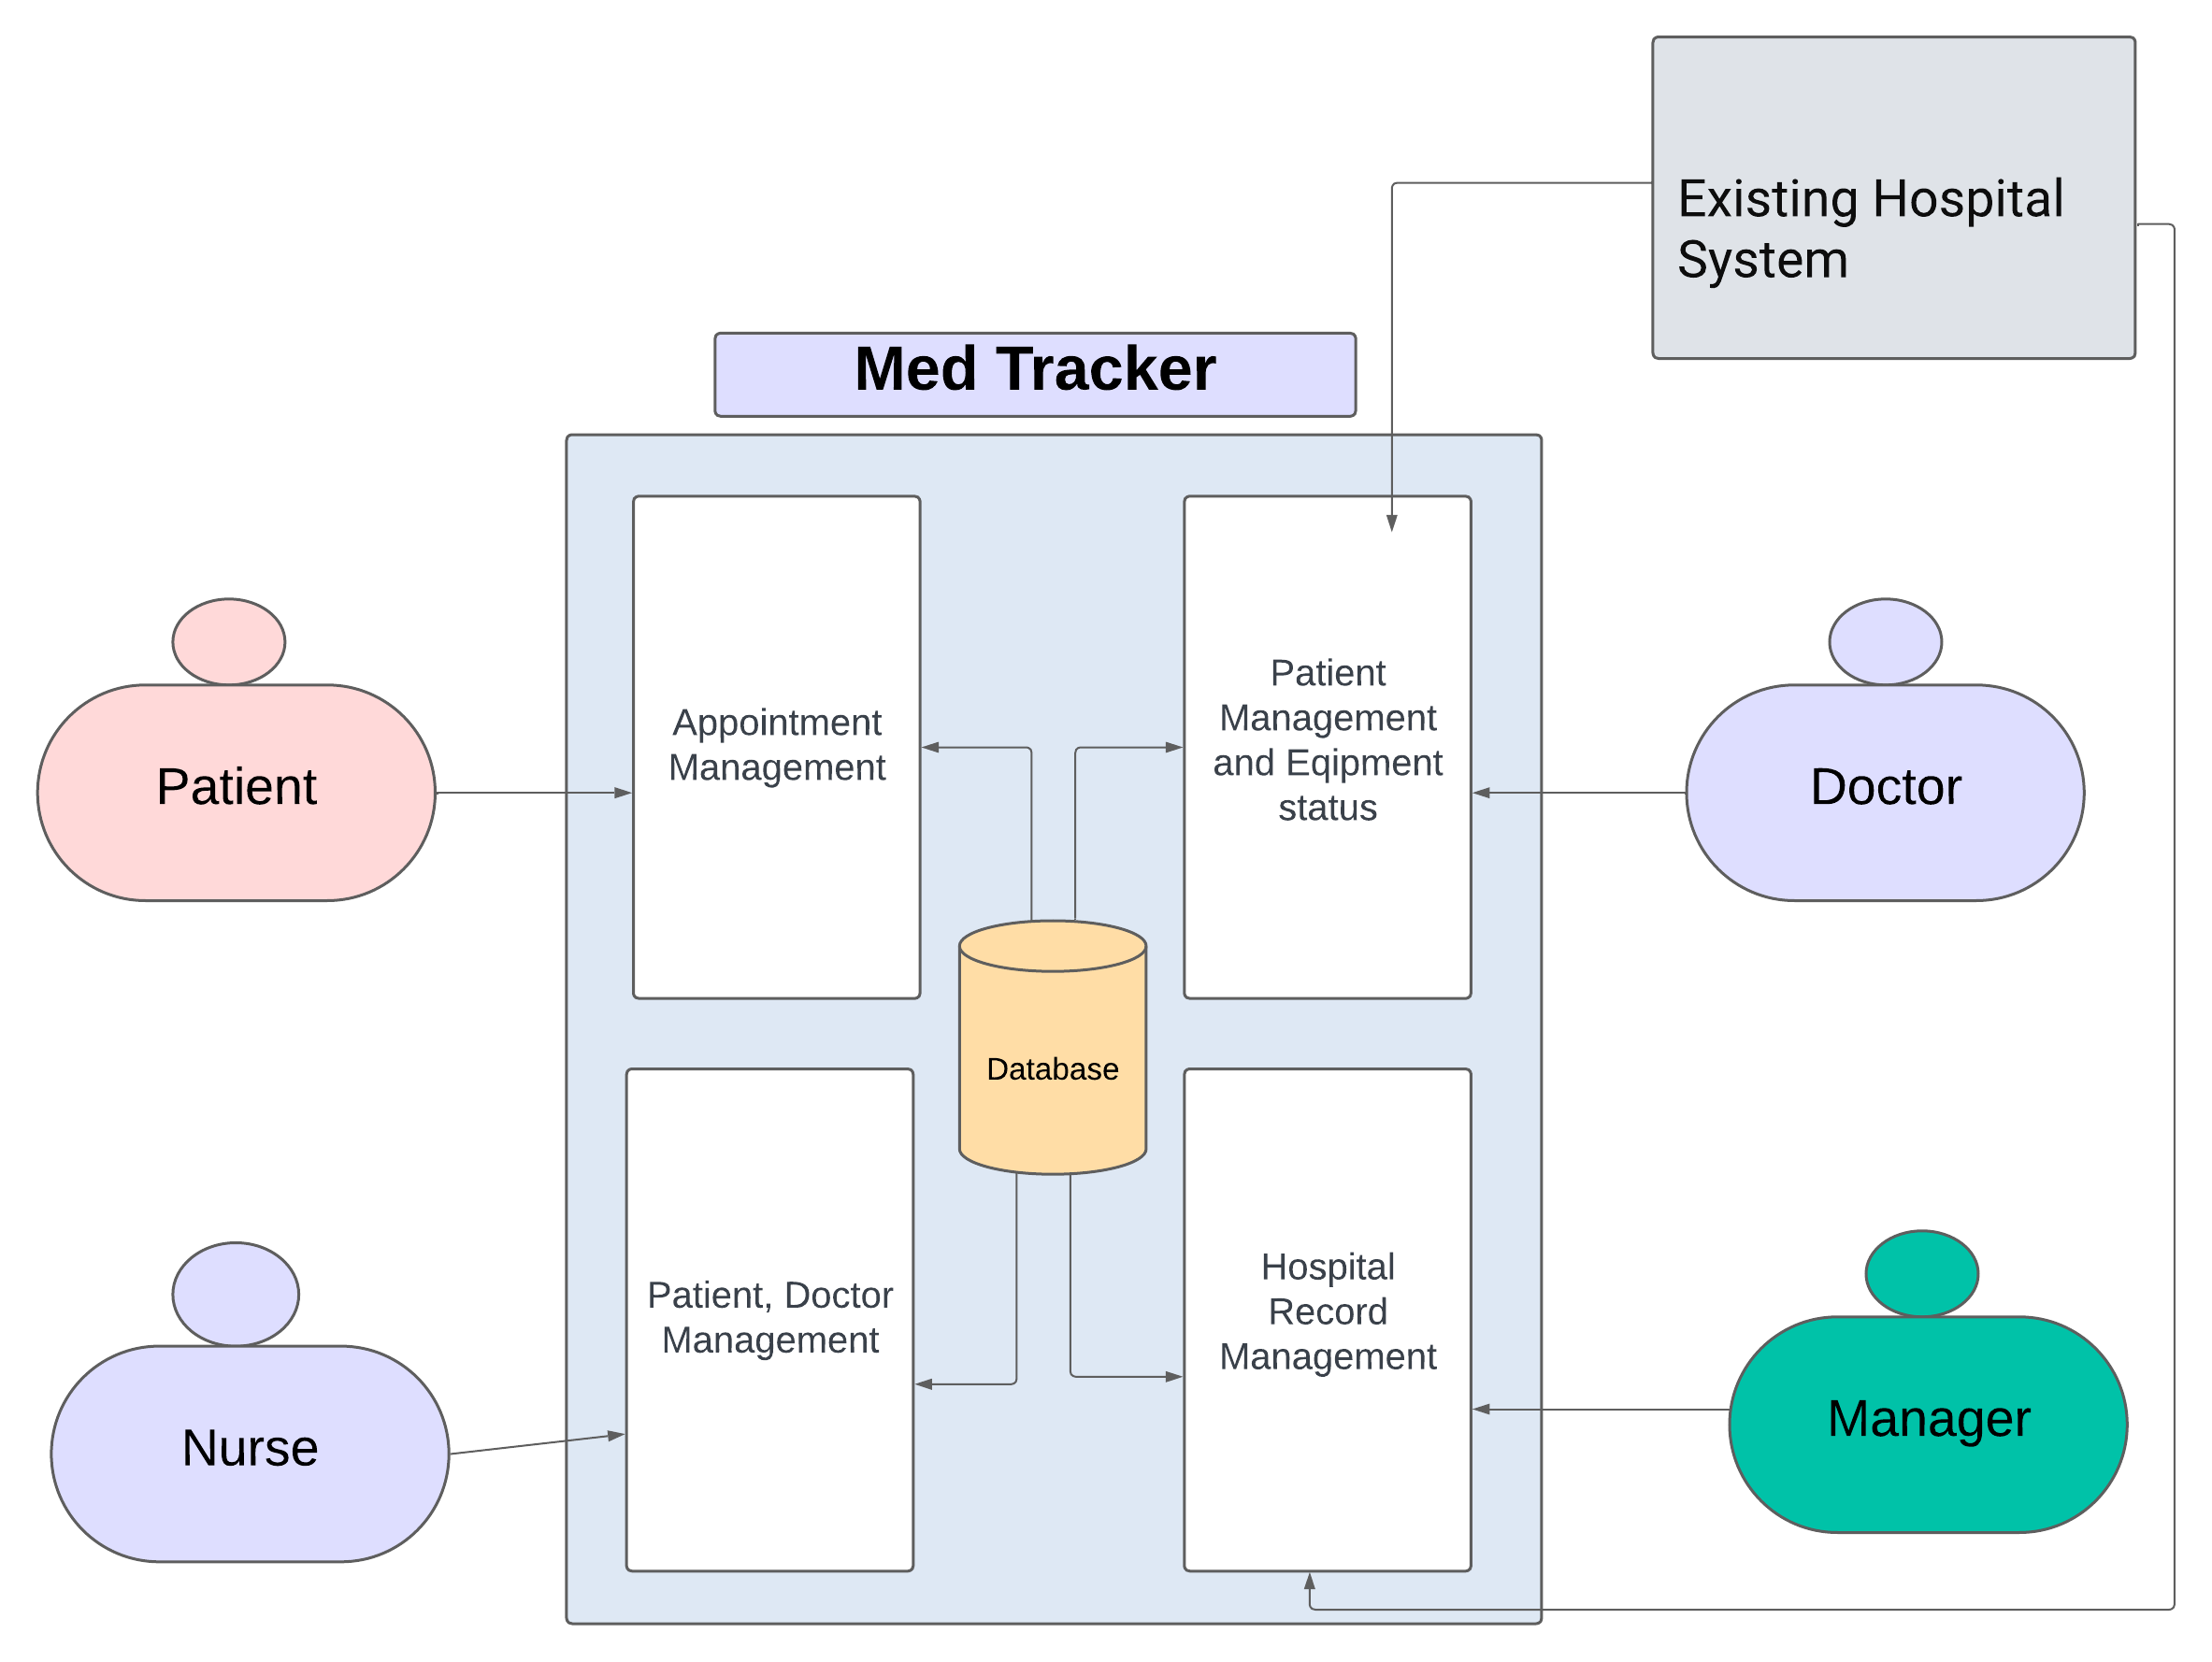 Existing Hospital
System
Med Tracker
Appointment
Management
Patient
Management
and Eqipment
status
Patient
Doctor
Database
Patient, Doctor
Management
Hospital
Record
Management
Nurse
Manager